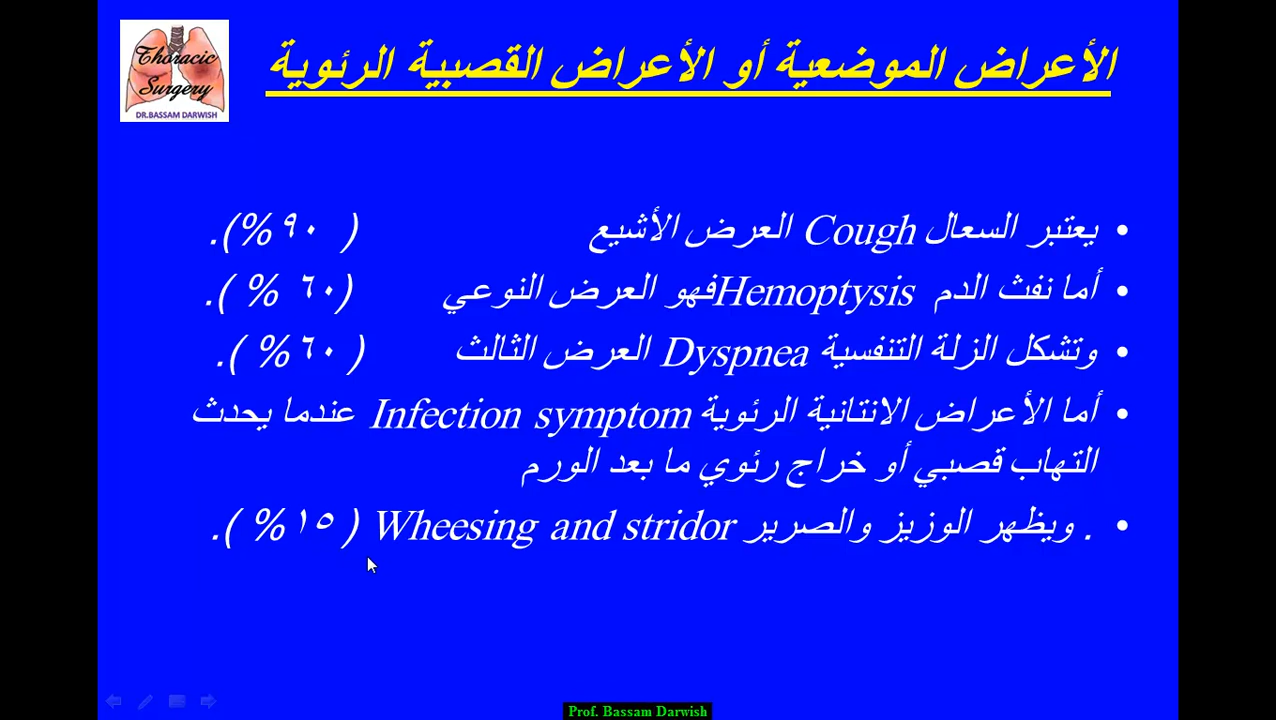 Thoracic
Surgery
DR.BASSAM DARWISH
الأعراض الموضعية أو الأعراض القصبية الرئوية
• يعتبر السعال Cough العرض الأشيع ( ٩٠ %).
• أما نفث الدم Hemoptysisفهو العرض النوعي (٦٠ % ).
• وتشكل الزلة التنفسية Dyspnea العرض الثالث (٦٠% ).
• أما الأعراض الانتانية الرئوية Infection symptom عندما يحدث
التهاب قصبي أو خراج رئوي ما بعد الورم
• . ويظهر الوزيز والصرير Wheesing and stridor ( ١٥% ).
Prof. Bassam Darwish